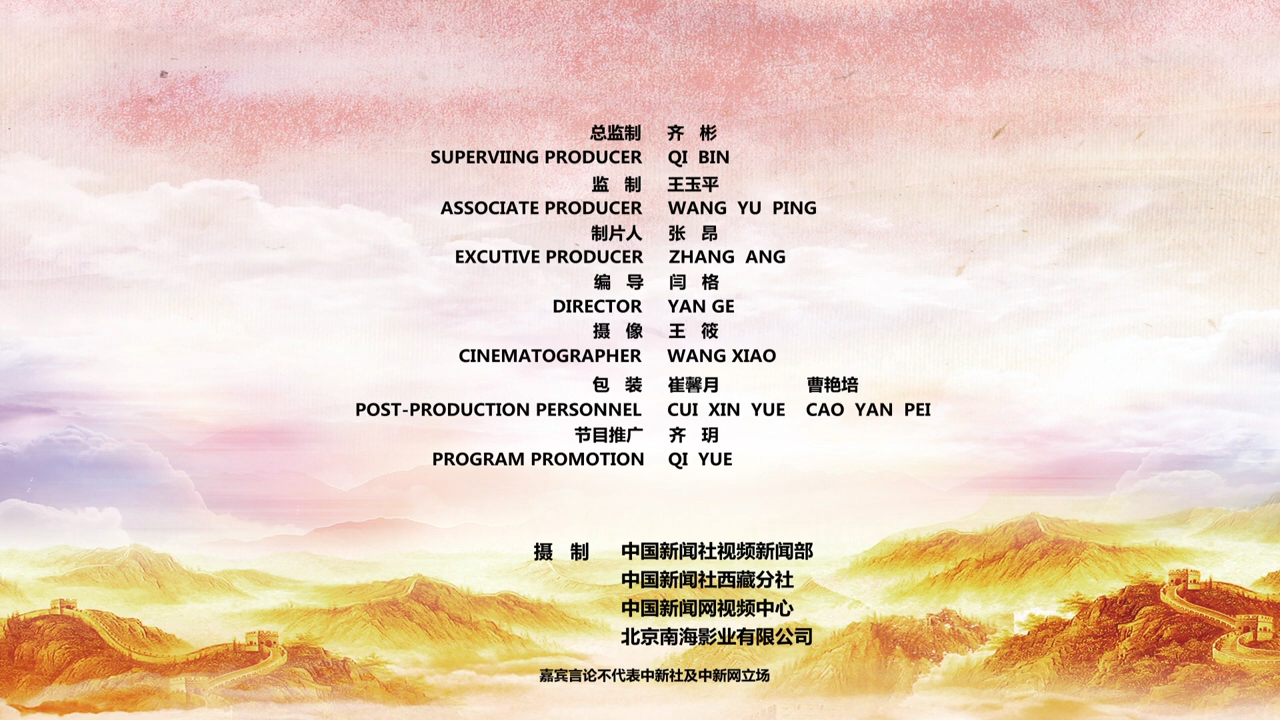 总监制 齐 彬
SUPERVIING PRODUCER QI BIN
监 制 王玉平
ASSOCIATE PRODUCER WANG YU PING
制片人 张 昂
EXCUTIVE PRODUCER ZHANG ANG
编 导 闫 格
DIRECTOR YAN GE
摄 像 王 筱
CINEMATOGRAPHER WANG XIAO
包 装 崔馨月 曹艳培
POST-PRODUCTION PERSONNEL CUI XIN YUE CAO YAN PEI
节目推广 齐 玥
PROGRAM PROMOTION QI YUE
摄 制 中国新闻社视频新闻部
中国新闻社西藏分社
中国新闻网视频中心
北京南海影业有限公司
嘉宾言论不代表中新社及中新网立场